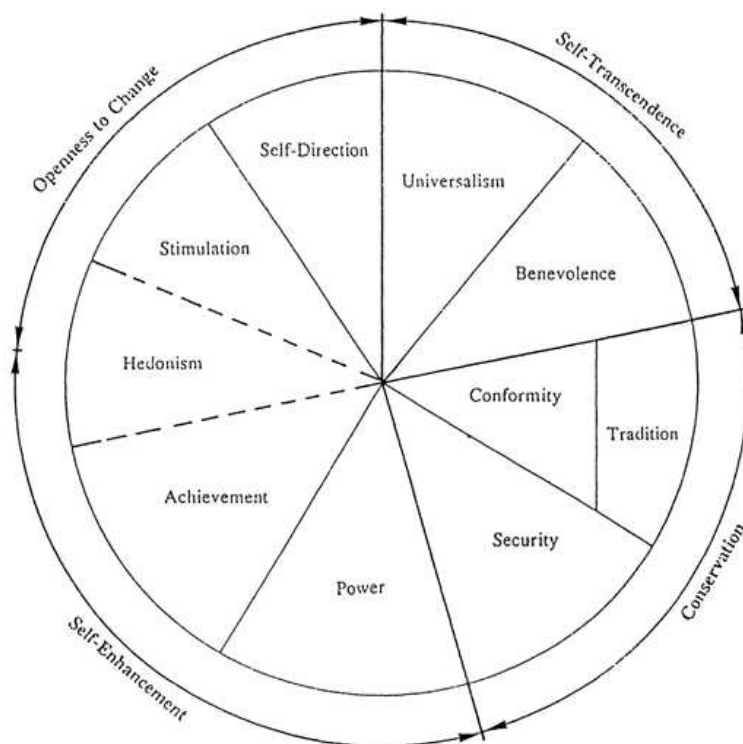 Openness to Change
Self-Transcendence
Self-Direction
Universalism
Stimulation
Benevolence
Hedonism
Conformity
Tradition
Achievement
Security
Power
Self-Enhancement
Conservation